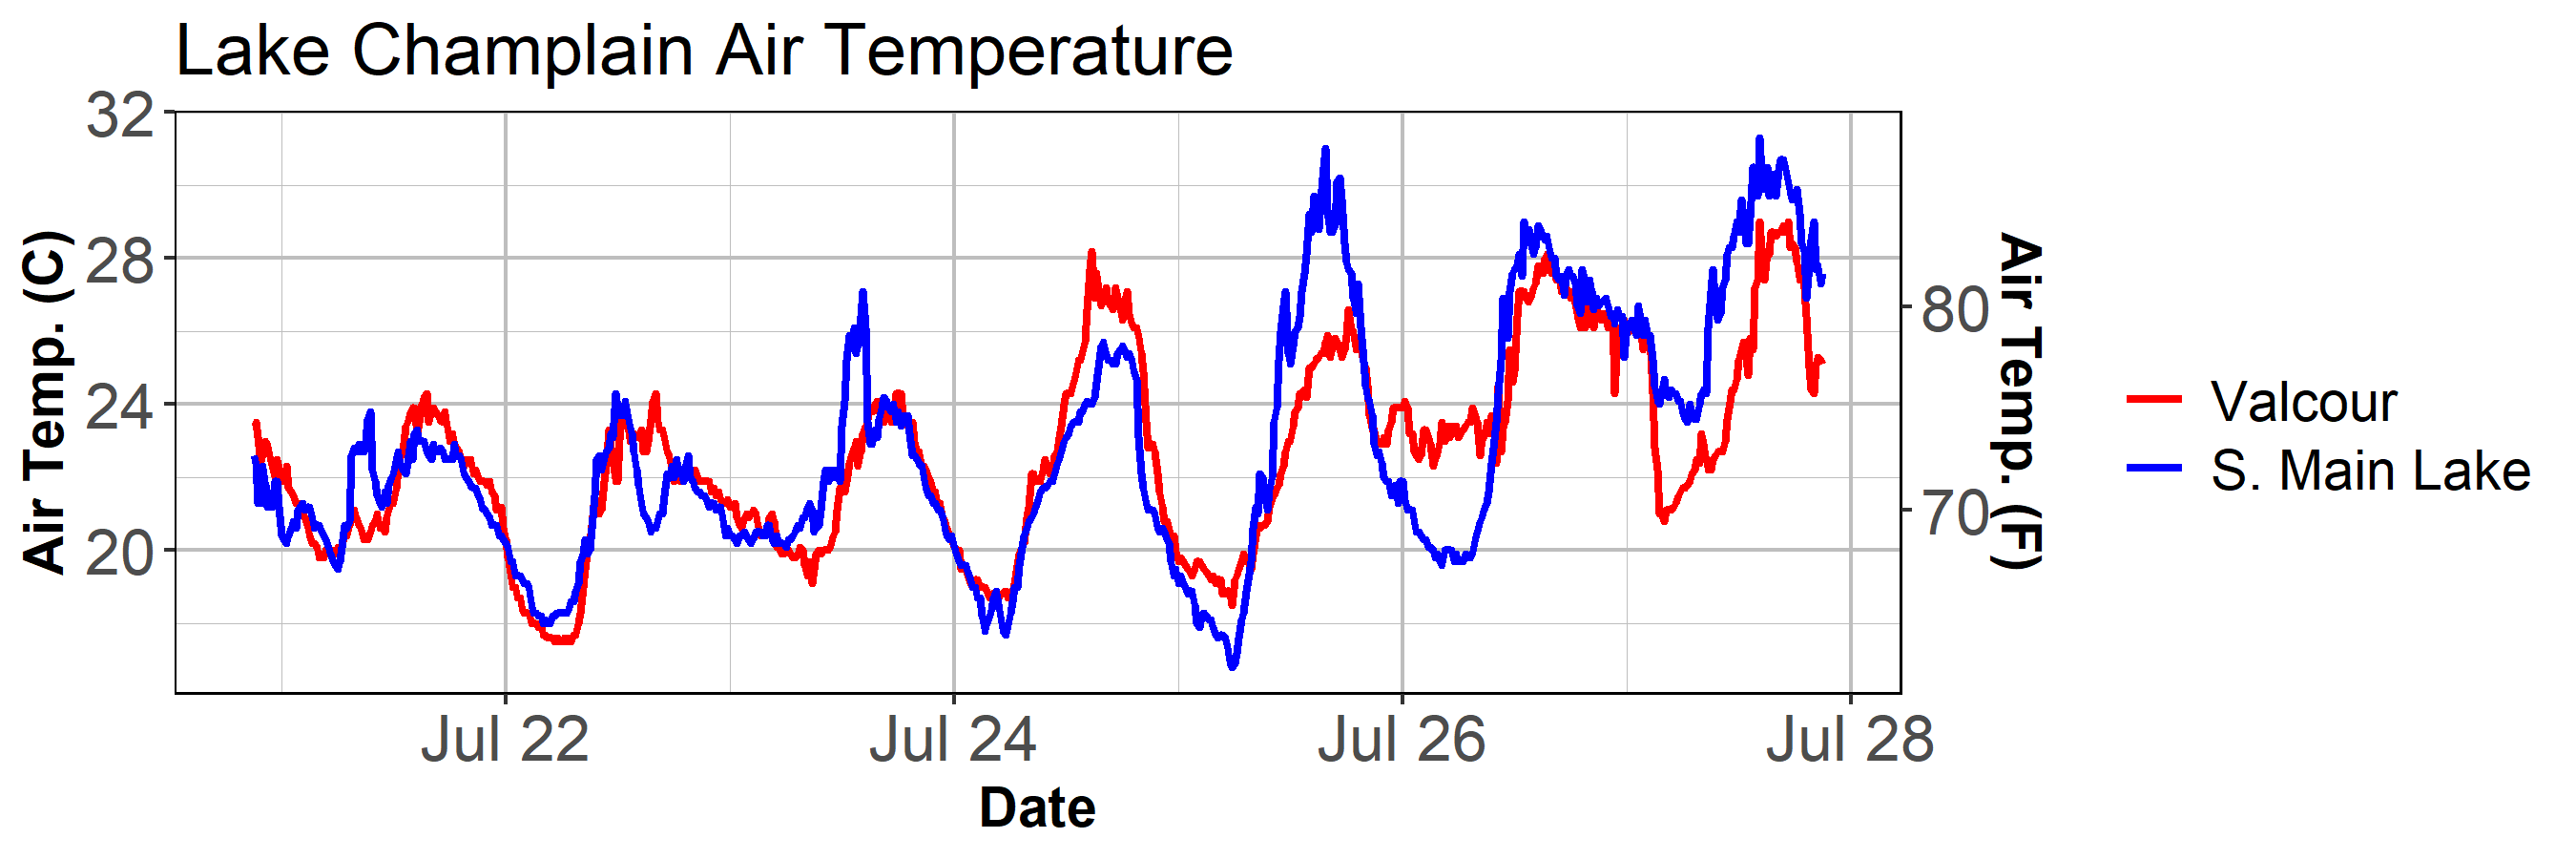 Lake Champlain Air Temperature
32
28
24
20
Air Temp. (C)
80
70
Air Temp. (F)
Jul 22
Jul 24
Jul 26
Jul 28
Date
Valcour
S. Main Lake